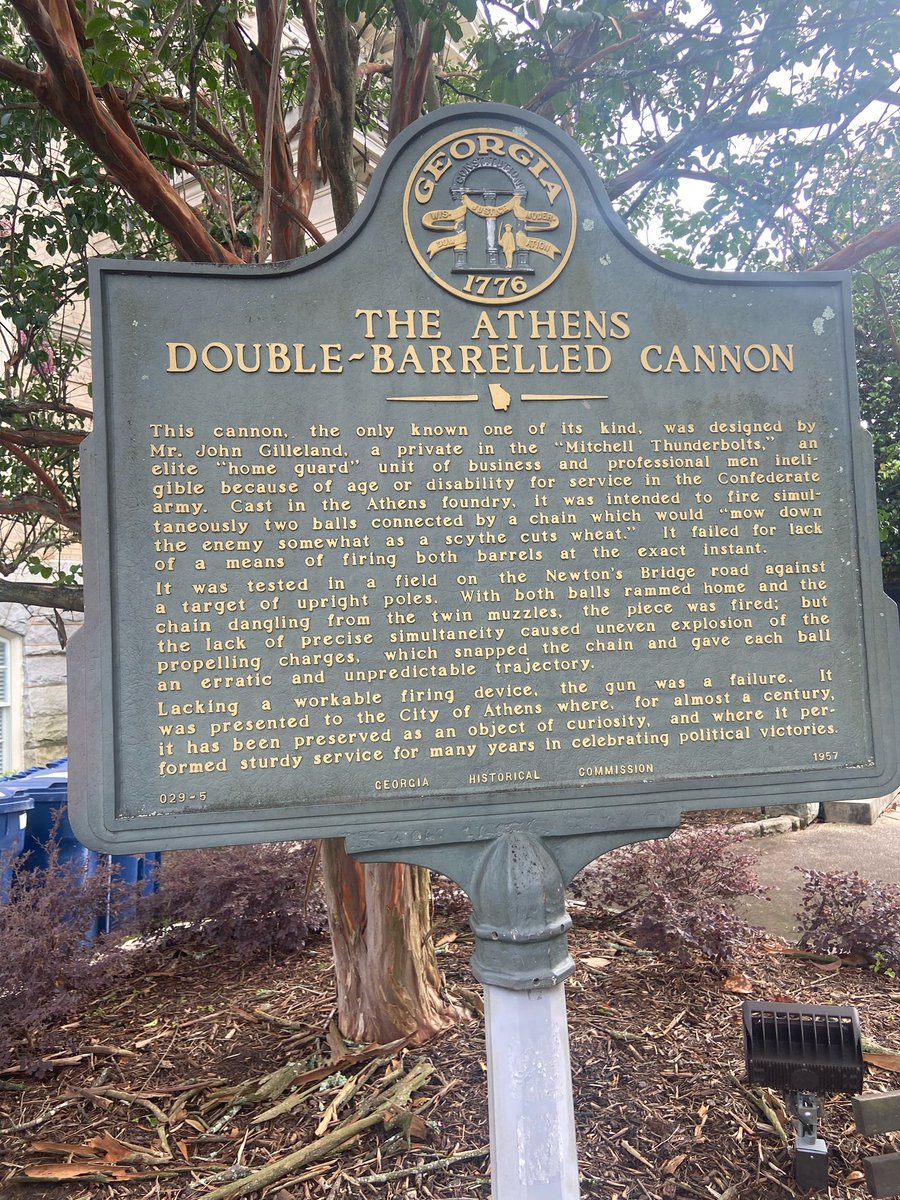 GEORGIA
CONSTITUTION
WIS- JUSTICE MODER-
DOM ATION
1776
THE ATHENS
DOUBLE-BARRELLED CANNON
This cannon, the only known one of its kind, was designed by
Mr. John Gilleland, a private in the "Mitchell Thunderbolts," an
elite "home guard" unit of business and professional men ineli-
gible because of age or disability for service in the Confederate
army. Cast in the Athens foundry, it was intended to fire simul-
taneously two balls connected by a chain which would "mow down
the enemy somewhat as a scythe cuts wheat." It failed for lack
of a means of firing both barrels at the exact instant.
It was tested in a field on the Newton's Bridge road against
a target of upright poles. With both balls rammed home and the
chain dangling from the twin muzzles, the piece was fired; but
the lack of precise simultaneity caused uneven explosion of the
propelling charges, which snapped the chain and gave each ball
an erratic and unpredictable trajectory.
Lacking a workable firing device, the gun was a failure. It
was presented to the City of Athens where, for almost a century,
it has been preserved as an object of curiosity, and where it per-
formed sturdy service for many years in celebrating political victories.
029-5 GEORGIA HISTORICAL COMMISSION 1957